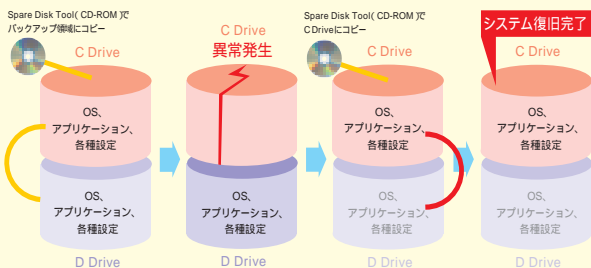 Spare Disk Tool( CD-ROM )で
バックアップ領域にコピー
C Drive
OS、
アプリケーション、
各種設定
OS、
アプリケーション、
各種設定
D Drive
C Drive
異常発生
OS、
アプリケーション、
各種設定
D Drive
Spare Disk Tool( CD-ROM )で
C Driveにコピー
C Drive
OS、
アプリケーション、
各種設定
OS、
アプリケーション、
各種設定
D Drive
システム復旧完了
C Drive
OS、
アプリケーション、
各種設定
OS、
アプリケーション、
各種設定
D Drive